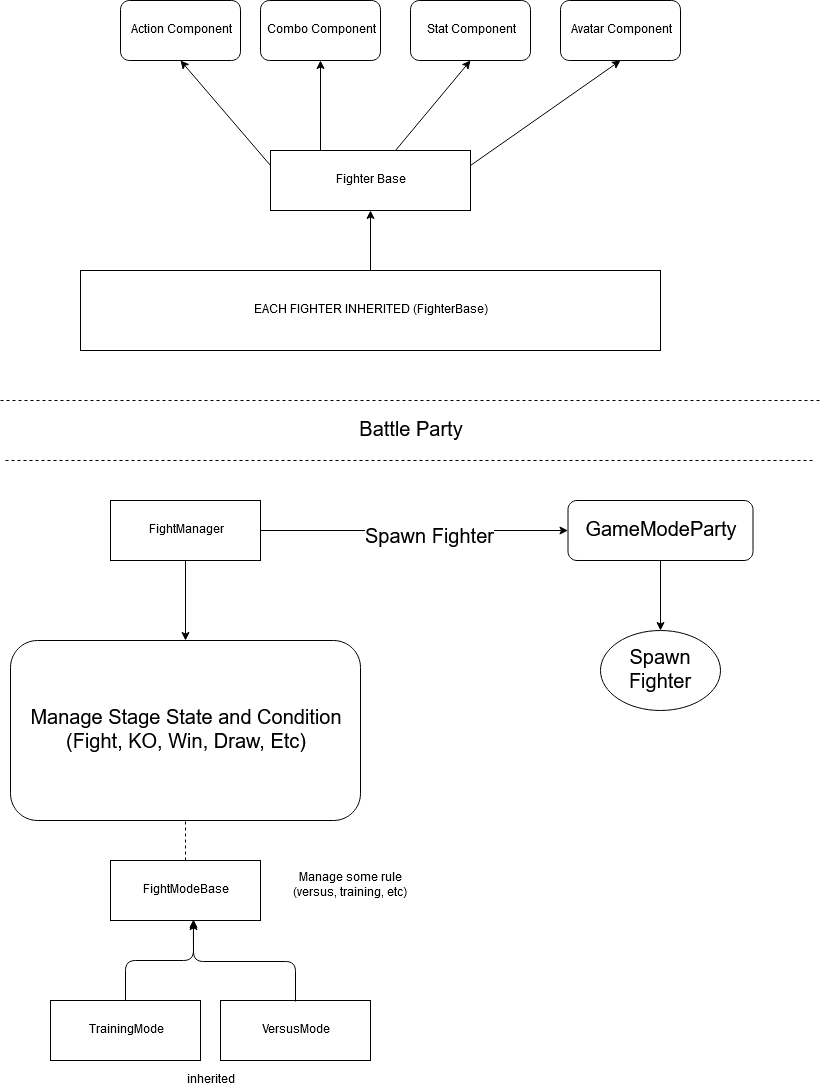 Action Component
Combo Component
Stat Component
Avatar Component
Fighter Base
EACH FIGHTER INHERITED (FighterBase)
Battle Party
FightManager
Spawn Fighter
GameModeParty
Spawn
Fighter
Manage Stage State and Condition
(Fight, KO, Win, Draw, Etc)
FightModeBase
Manage some rule
(versus, training, etc)
TrainingMode
VersusMode
inherited